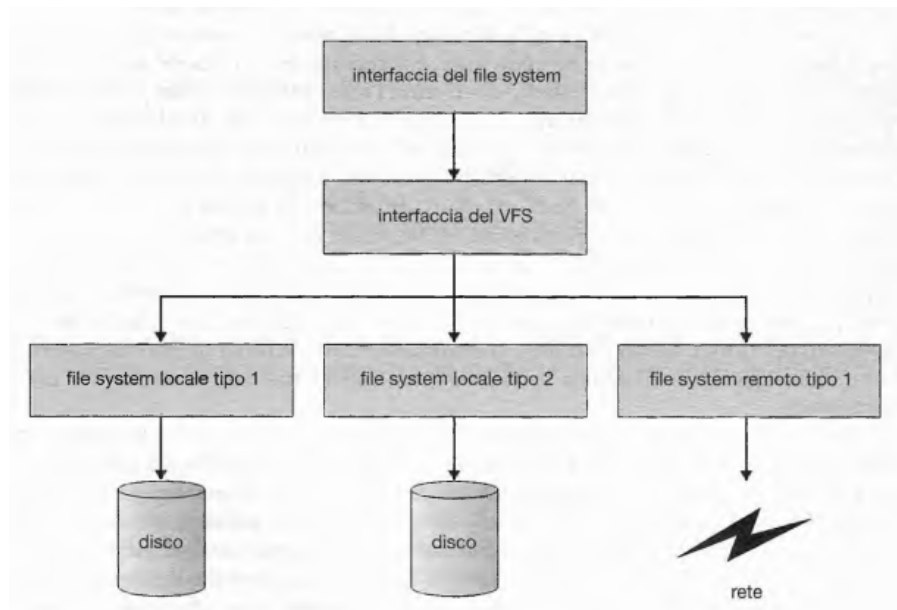 interfaccia del file system
interfaccia del VFS
file system locale tipo 1
file system locale tipo 2
file system remoto tipo 1
disco
disco
rete